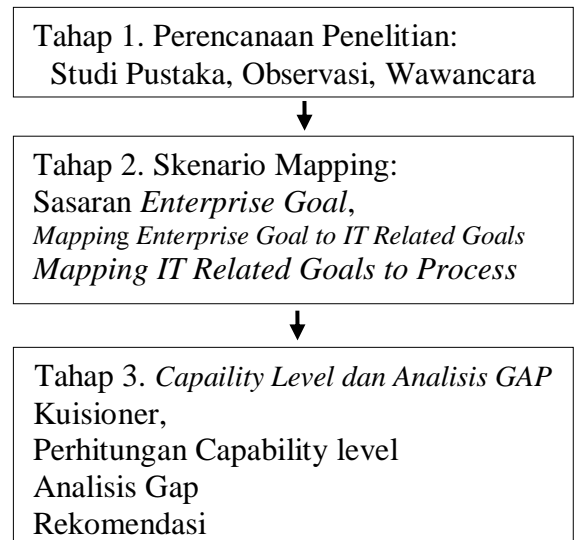 Tahap 1. Perencanaan Penelitian:
Studi Pustaka, Observasi, Wawancara
Tahap 2. Skenario Mapping:
Sasaran Enterprise Goal,
Mapping Enterprise Goal to IT Related Goals
Mapping IT Related Goals to Process
Tahap 3. Capaility Level dan Analisis GAP
Kuisioner,
Perhitungan Capability level
Analisis Gap
Rekomendasi